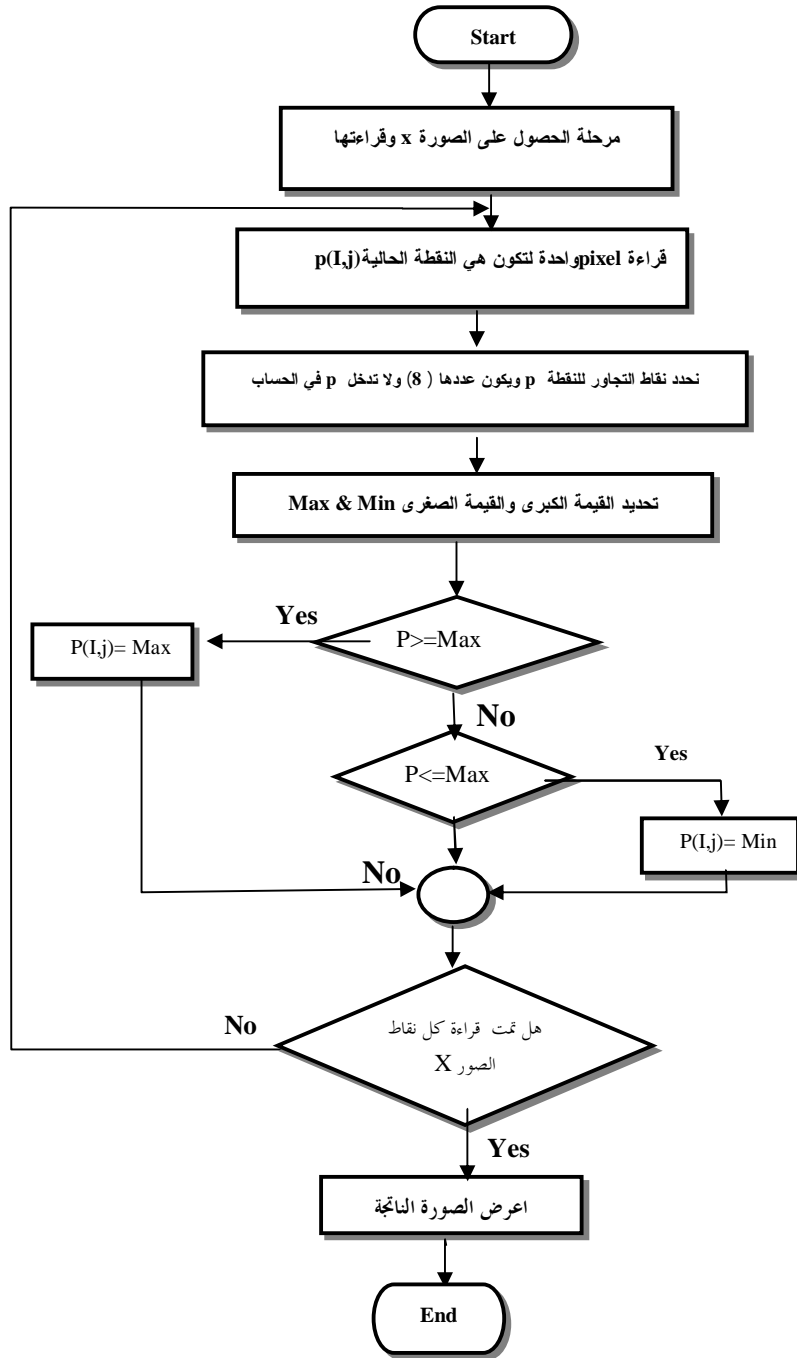 Start
مرحلة الحصول على الصورة x وقراءتها
قراءة pixelواحدة لتكون هي النقطة الحالية p(I,j)
نحدد نقاط التجاور للنقطة p ويكون عددها ( 8) ولا تدخل p في الحساب
تحديد القيمة الكبرى والقيمة الصغرى Max & Min
Yes
P>=Max
P(I,j)= Max
No
P<=Max
Yes
P(I,j)= Min
No
No
هل تمت قراءة كل نقاط
الصور X
Yes
اعرض الصورة الناتجة
End